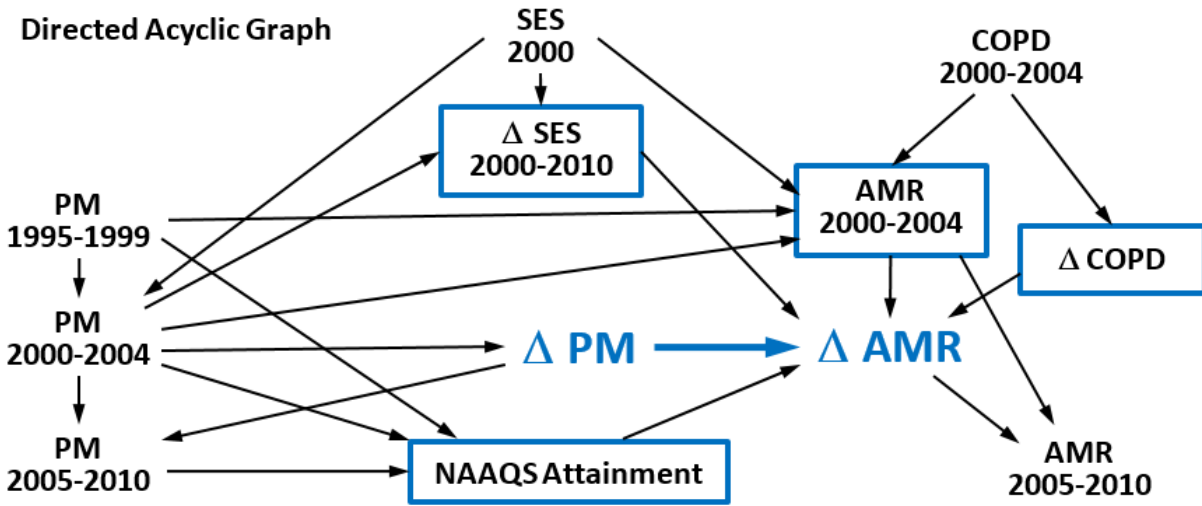 Directed Acyclic Graph
SES
2000
COPD
2000-2004
Δ SES
2000-2010
AMR
2000-2004
PM
1995-1999
Δ COPD
PM
2000-2004
Δ PM
Δ AMR
PM
2005-2010
NAAQS Attainment
AMR
2005-2010